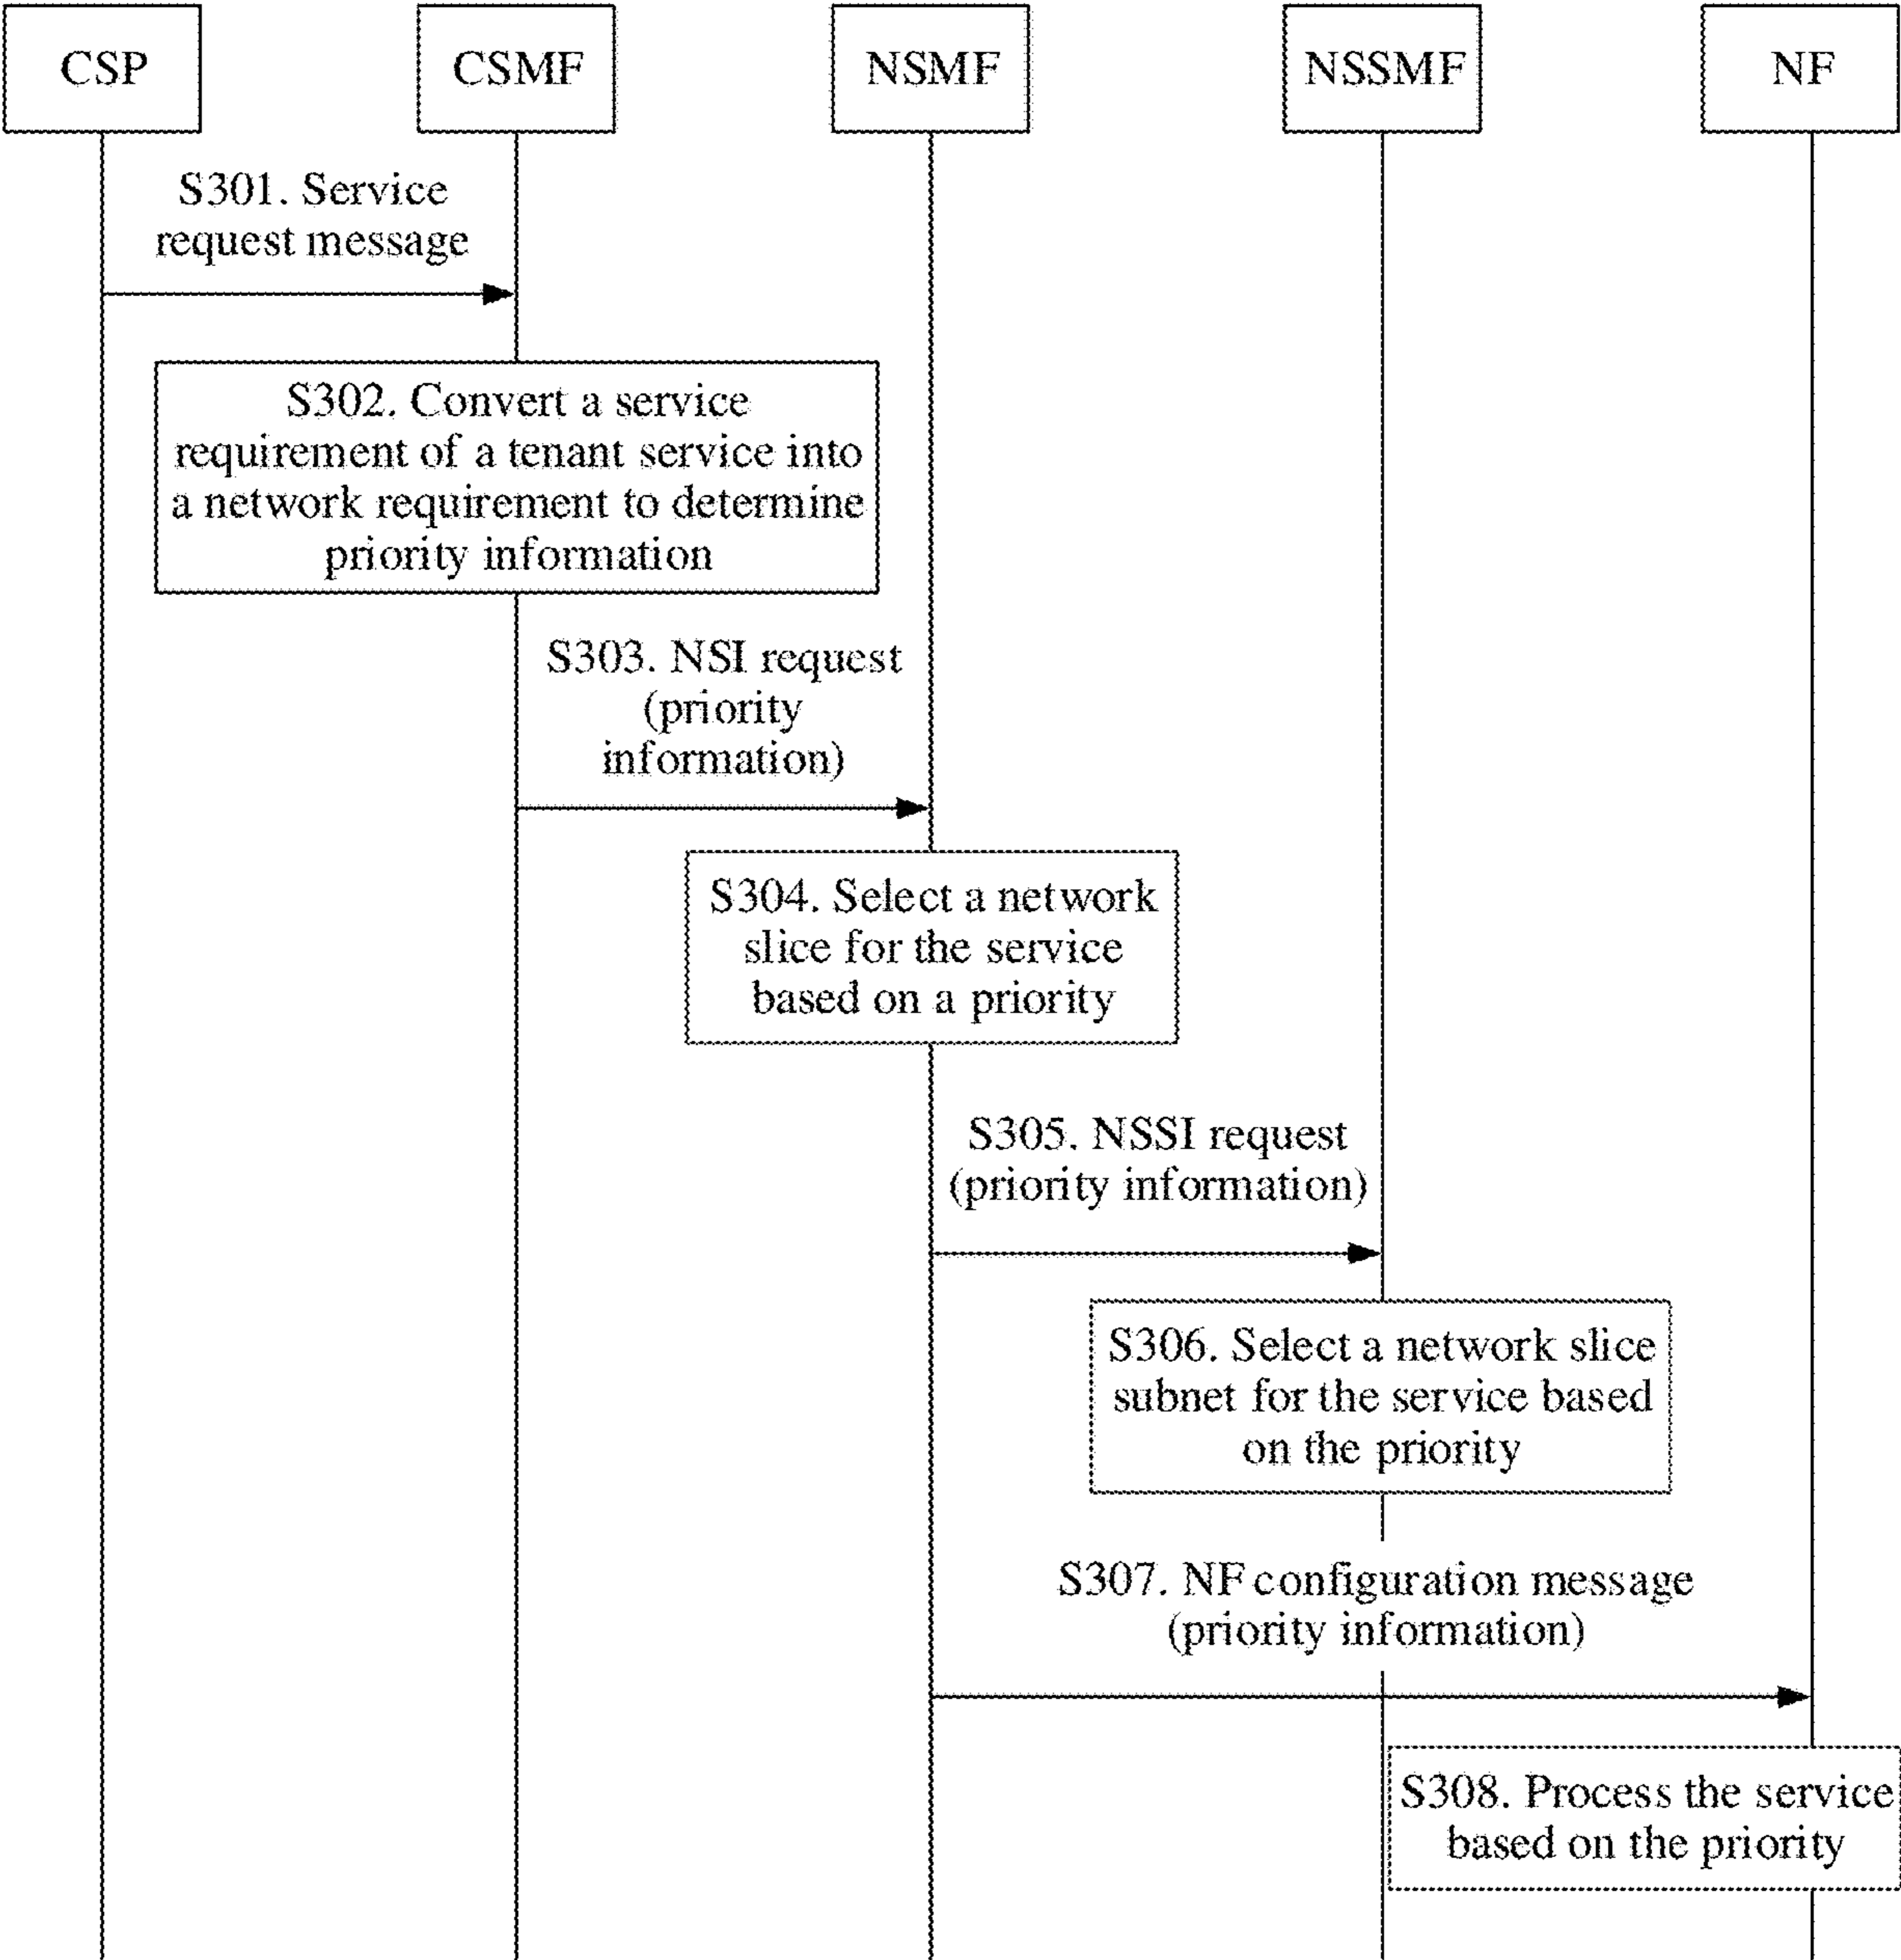 CSP
CSMF
NSMF
NSSMF
NF
S301. Service
request message
S302. Convert a service
requirement of a tenant service into
a network requirement to determine
priority information
S303. NSI request
(priority
information)
S304. Select a network
slice for the service
based on a priority
S305. NSSI request
(priority information)
S306. Select a network slice
subnet for the service based
on the priority
S307. NF configuration message
(priority information)
S308. Process the service
based on the priority